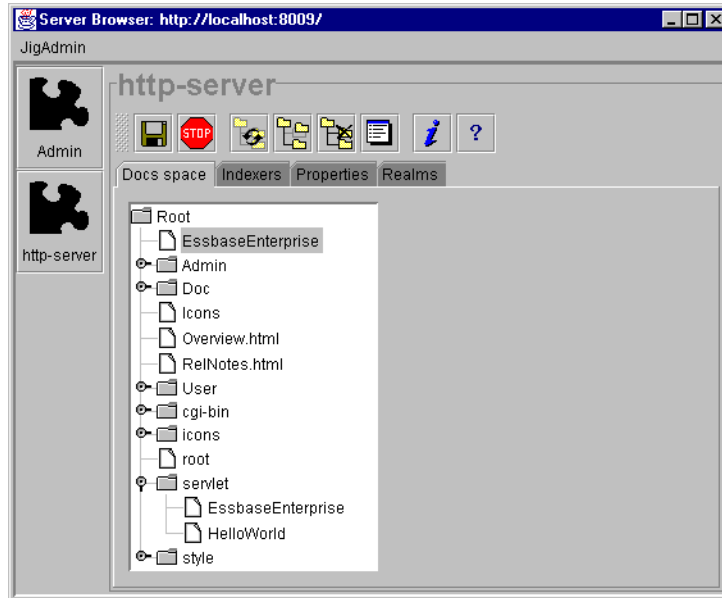 Server Browser: http://localhost:8009/
JigAdmin
Admin
http-server
http-server
STOP
i ?
Docs space Indexers Properties Realms
Root
EssbaseEnterprise
Admin
Doc
Icons
Overview.html
RelNotes.html
User
cgi-bin
icons
root
servlet
EssbaseEnterprise
HelloWorld
style